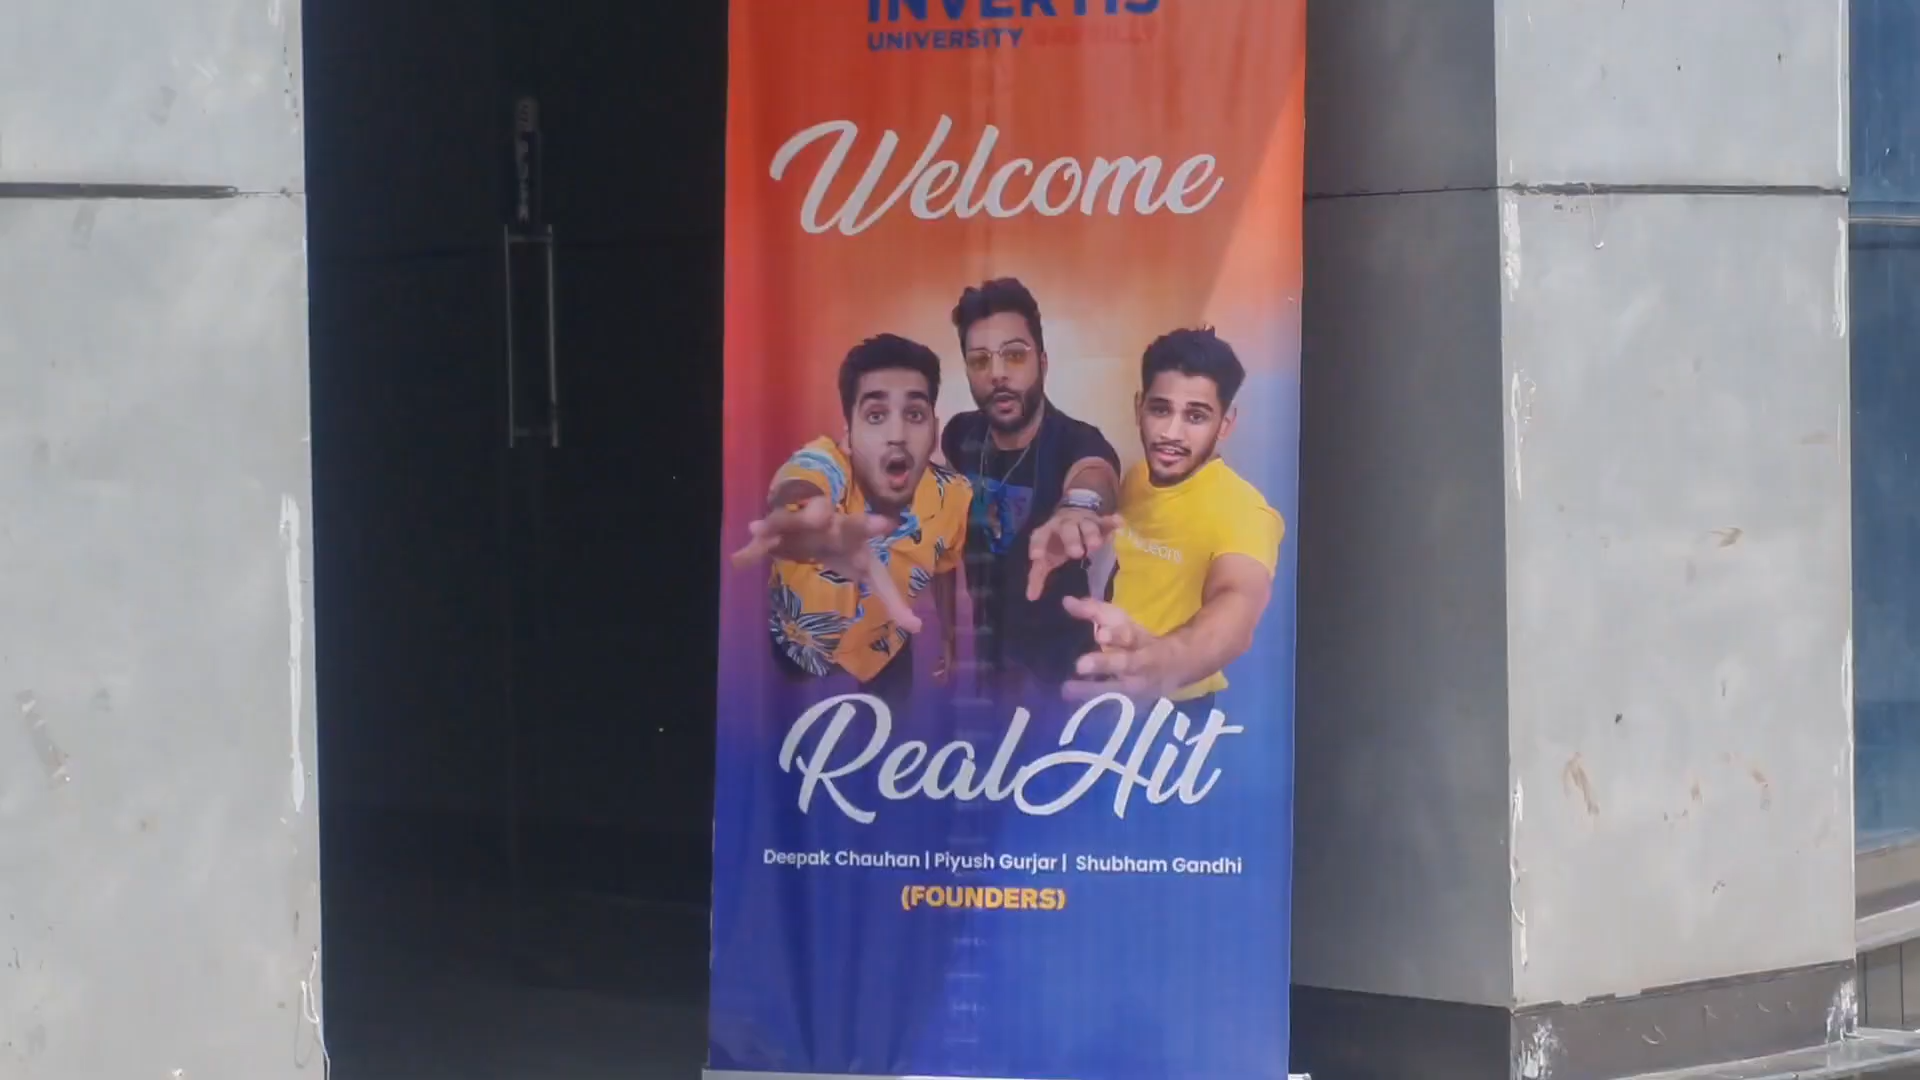 INVERTIS
UNIVERSITY
Welcome
RealHit
Deepak Chauhan | Piyush Gurjar | Shubham Gandhi
(FOUNDERS)